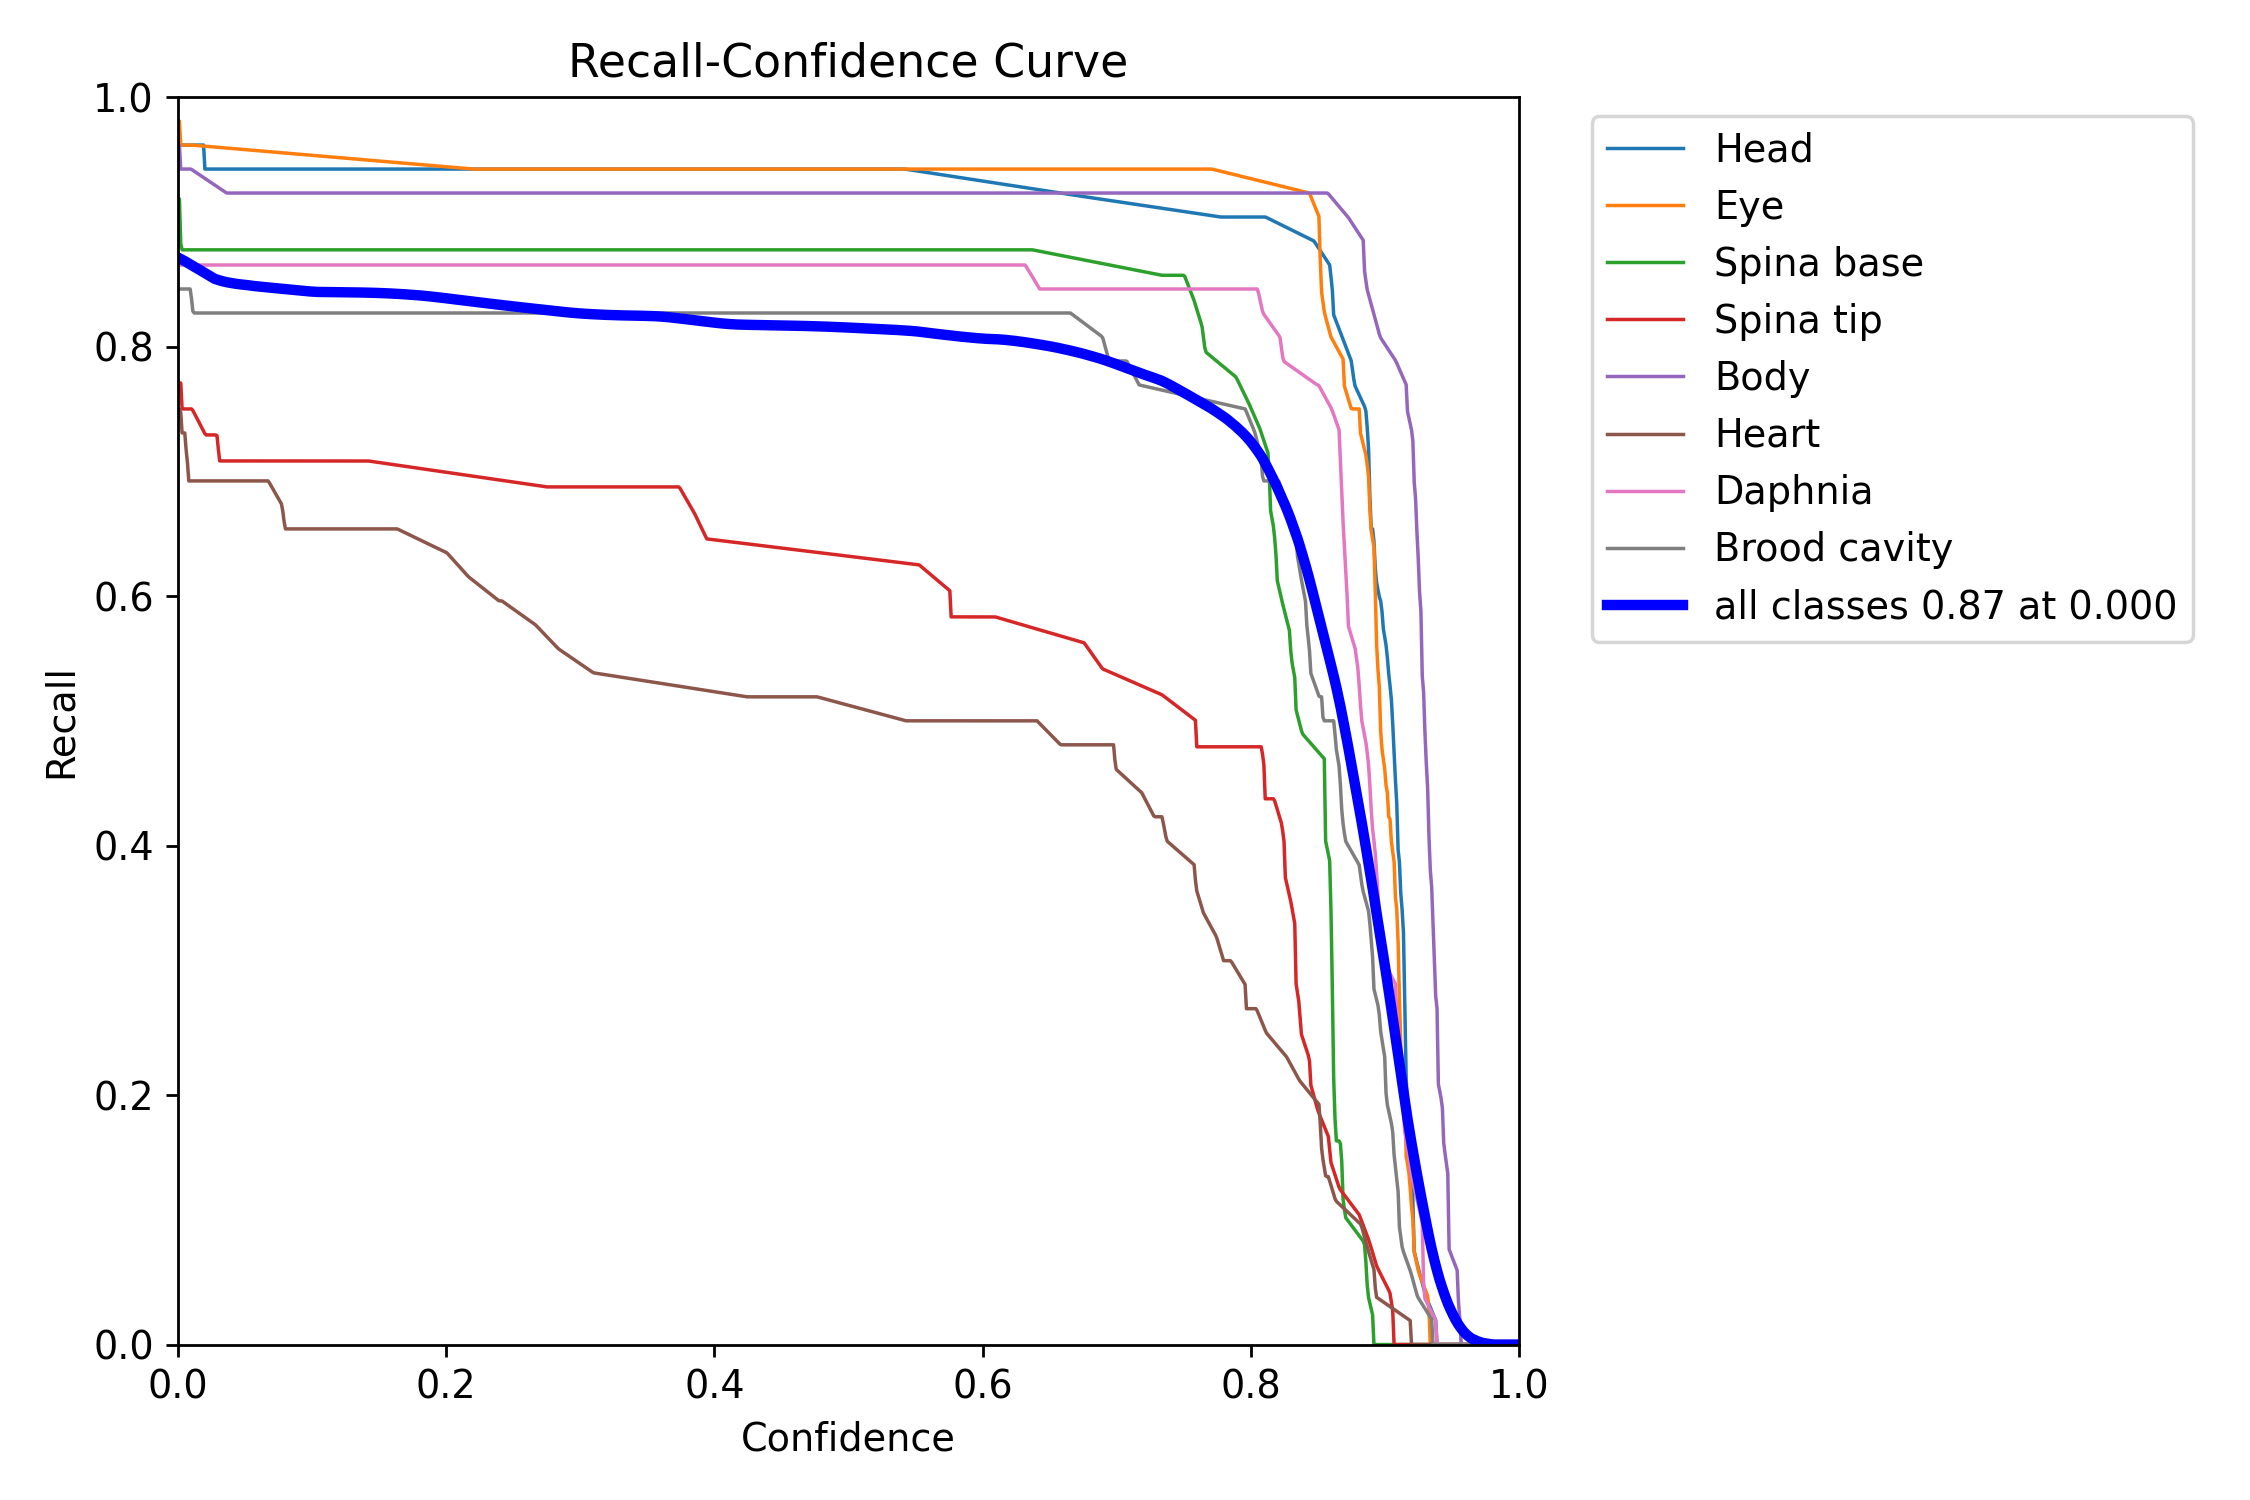 Recall-Confidence Curve
1.0
0.8
0.6
0.4
0.2
0.0
Recall
0.0 0.2 0.4 0.6 0.8 1.0
Confidence
Head
Eye
Spina base
Spina tip
Body
Heart
Daphnia
Brood cavity
all classes 0.87 at 0.000